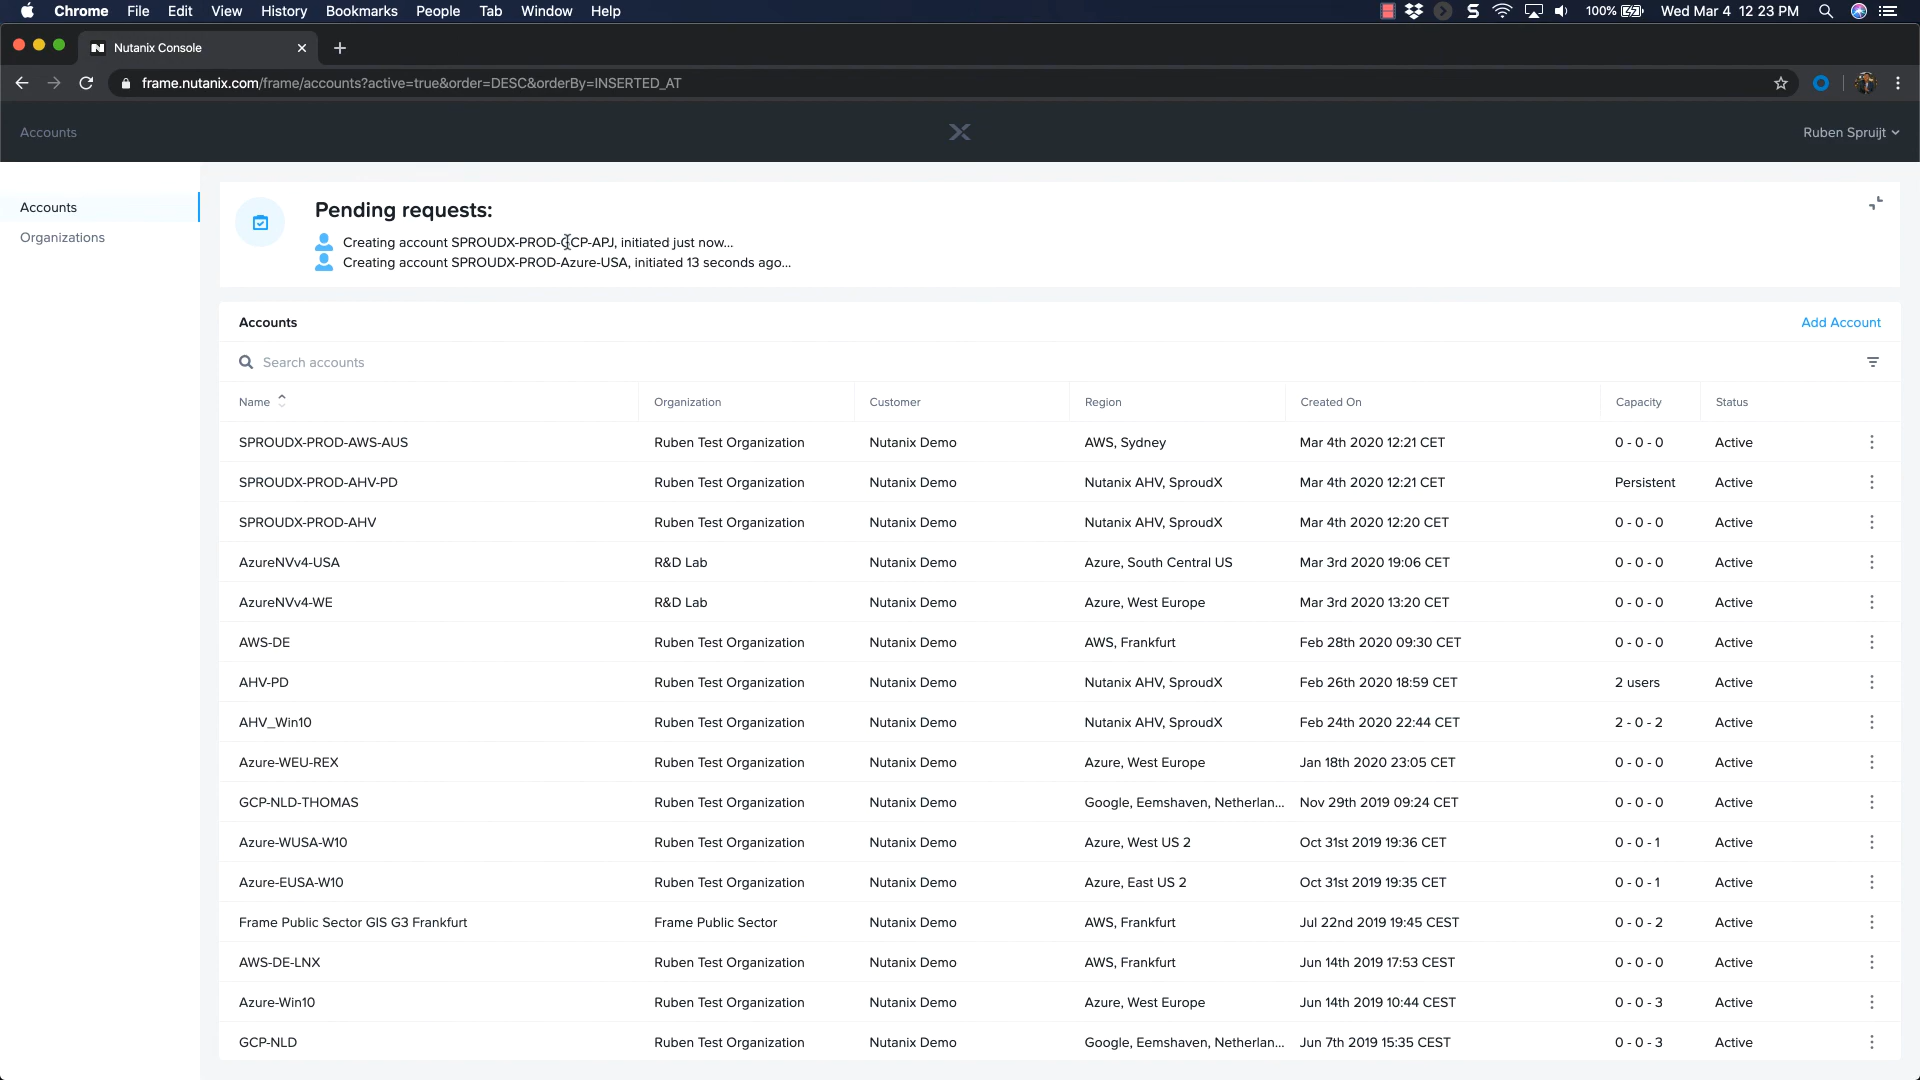 Chrome File Edit View History Bookmarks People Tab Window Help 100% Wed Mar 4 12 23 PM
Nutanix Console
frame.nutanix.com/frame/accounts?active=true&order=DESC&orderBy=INSERTED_AT
Accounts Ruben Spruijt
Accounts
Organizations
Pending requests:
Creating account SPROUDX-PROD-GCP-APJ, initiated just now...
Creating account SPROUDX-PROD-Azure-USA, initiated 13 seconds ago...
Accounts Add Account
Search accounts
Name Organization Customer Region Created On Capacity Status
SPROUDX-PROD-AWS-AUS Ruben Test Organization Nutanix Demo AWS, Sydney Mar 4th 2020 12:21 CET 0 - 0 - 0 Active
SPROUDX-PROD-AHV-PD Ruben Test Organization Nutanix Demo Nutanix AHV, SproudX Mar 4th 2020 12:21 CET Persistent Active
SPROUDX-PROD-AHV Ruben Test Organization Nutanix Demo Nutanix AHV, SproudX Mar 4th 2020 12:20 CET 0 - 0 - 0 Active
AzureNVv4-USA R&D Lab Nutanix Demo Azure, South Central US Mar 3rd 2020 19:06 CET 0 - 0 - 0 Active
AzureNVv4-WE R&D Lab Nutanix Demo Azure, West Europe Mar 3rd 2020 13:20 CET 0 - 0 - 0 Active
AWS-DE Ruben Test Organization Nutanix Demo AWS, Frankfurt Feb 28th 2020 09:30 CET 0 - 0 - 0 Active
AHV-PD Ruben Test Organization Nutanix Demo Nutanix AHV, SproudX Feb 26th 2020 18:59 CET 2 users Active
AHV_Win10 Ruben Test Organization Nutanix Demo Nutanix AHV, SproudX Feb 24th 2020 22:44 CET 2 - 0 - 2 Active
Azure-WEU-REX Ruben Test Organization Nutanix Demo Azure, West Europe Jan 18th 2020 23:05 CET 0 - 0 - 0 Active
GCP-NLD-THOMAS Ruben Test Organization Nutanix Demo Google, Eemshaven, Netherlan... Nov 29th 2019 09:24 CET 0 - 0 - 0 Active
Azure-WUSA-W10 Ruben Test Organization Nutanix Demo Azure, West US 2 Oct 31st 2019 19:36 CET 0 - 0 - 1 Active
Azure-EUSA-W10 Ruben Test Organization Nutanix Demo Azure, East US 2 Oct 31st 2019 19:35 CET 0 - 0 - 1 Active
Frame Public Sector GIS G3 Frankfurt Frame Public Sector Nutanix Demo AWS, Frankfurt Jul 22nd 2019 19:45 CEST 0 - 0 - 2 Active
AWS-DE-LNX Ruben Test Organization Nutanix Demo AWS, Frankfurt Jun 14th 2019 17:53 CEST 0 - 0 - 0 Active
Azure-Win10 Ruben Test Organization Nutanix Demo Azure, West Europe Jun 14th 2019 10:44 CEST 0 - 0 - 3 Active
GCP-NLD Ruben Test Organization Nutanix Demo Google, Eemshaven, Netherlan... Jun 7th 2019 15:35 CEST 0 - 0 - 3 Active